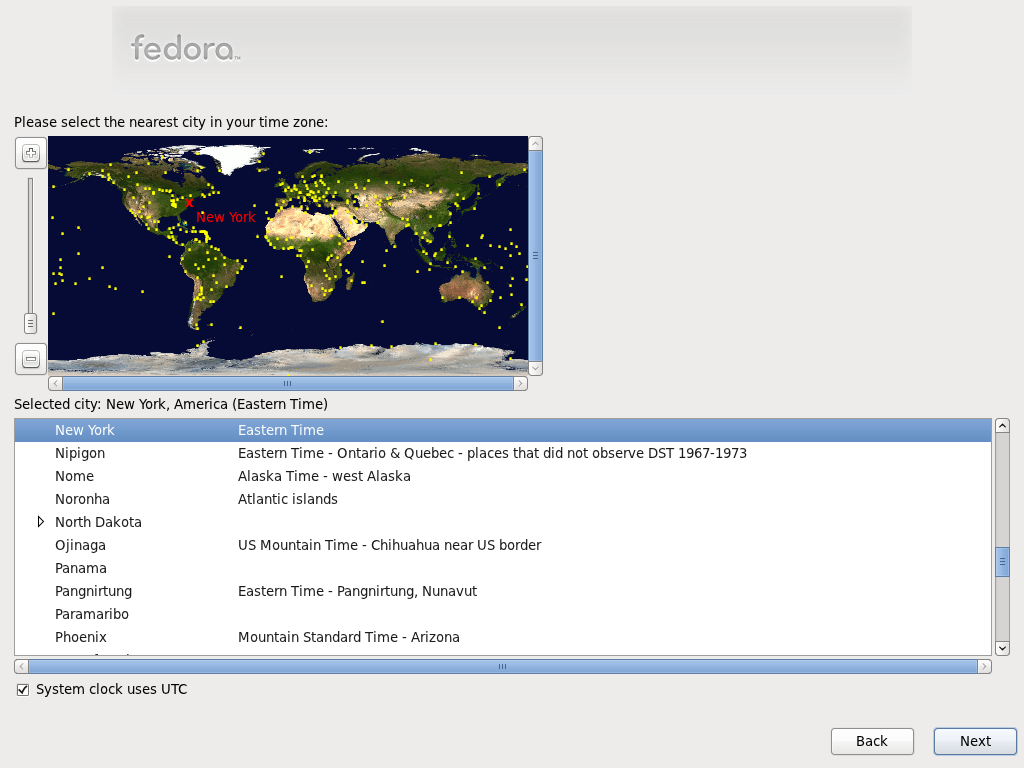 fedora™
Please select the nearest city in your time zone:
New York
Selected city: New York, America (Eastern Time)
New York Eastern Time
Nipigon Eastern Time - Ontario & Quebec - places that did not observe DST 1967-1973
Nome Alaska Time - west Alaska
Noronha Atlantic islands
North Dakota
Ojinaga US Mountain Time - Chihuahua near US border
Panama
Pangnirtung Eastern Time - Pangnirtung, Nunavut
Paramaribo
Phoenix Mountain Standard Time - Arizona
System clock uses UTC
Back Next